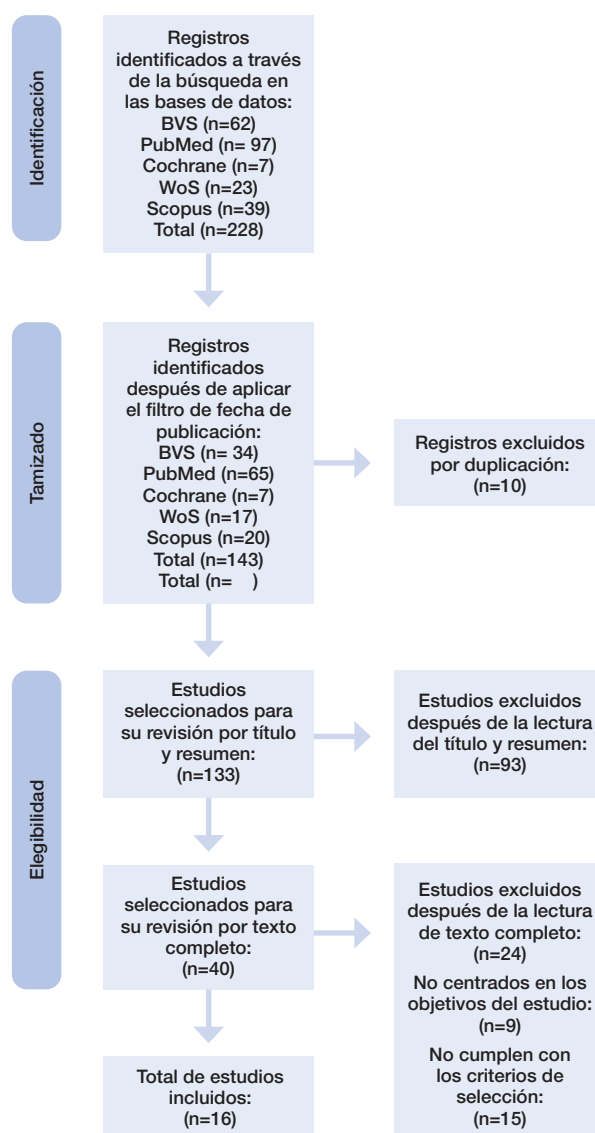 Identificación
Registros
identificados a través
de la búsqueda en
las bases de datos:
BVS (n=62)
PubMed (n= 97)
Cochrane (n=7)
WoS (n=23)
Scopus (n=39)
Total (n=228)
Tamizado
Registros
identificados
después de aplicar
el filtro de fecha de
publicación:
BVS (n= 34)
PubMed (n=65)
Cochrane (n=7)
WoS (n=17)
Scopus (n=20)
Total (n=143)
Total (n=    )
Registros excluidos
por duplicación:
(n=10)
Elegibilidad
Estudios
seleccionados para
su revisión por título
y resumen:
(n=133)
Estudios excluidos
después de la lectura
del título y resumen:
(n=93)
Estudios
seleccionados para
su revisión por texto
completo:
(n=40)
Estudios excluidos
después de la lectura
de texto completo:
(n=24)
No centrados en los
objetivos del estudio:
(n=9)
No cumplen con
los criterios de
selección:
(n=15)
Total de estudios
incluidos:
(n=16)